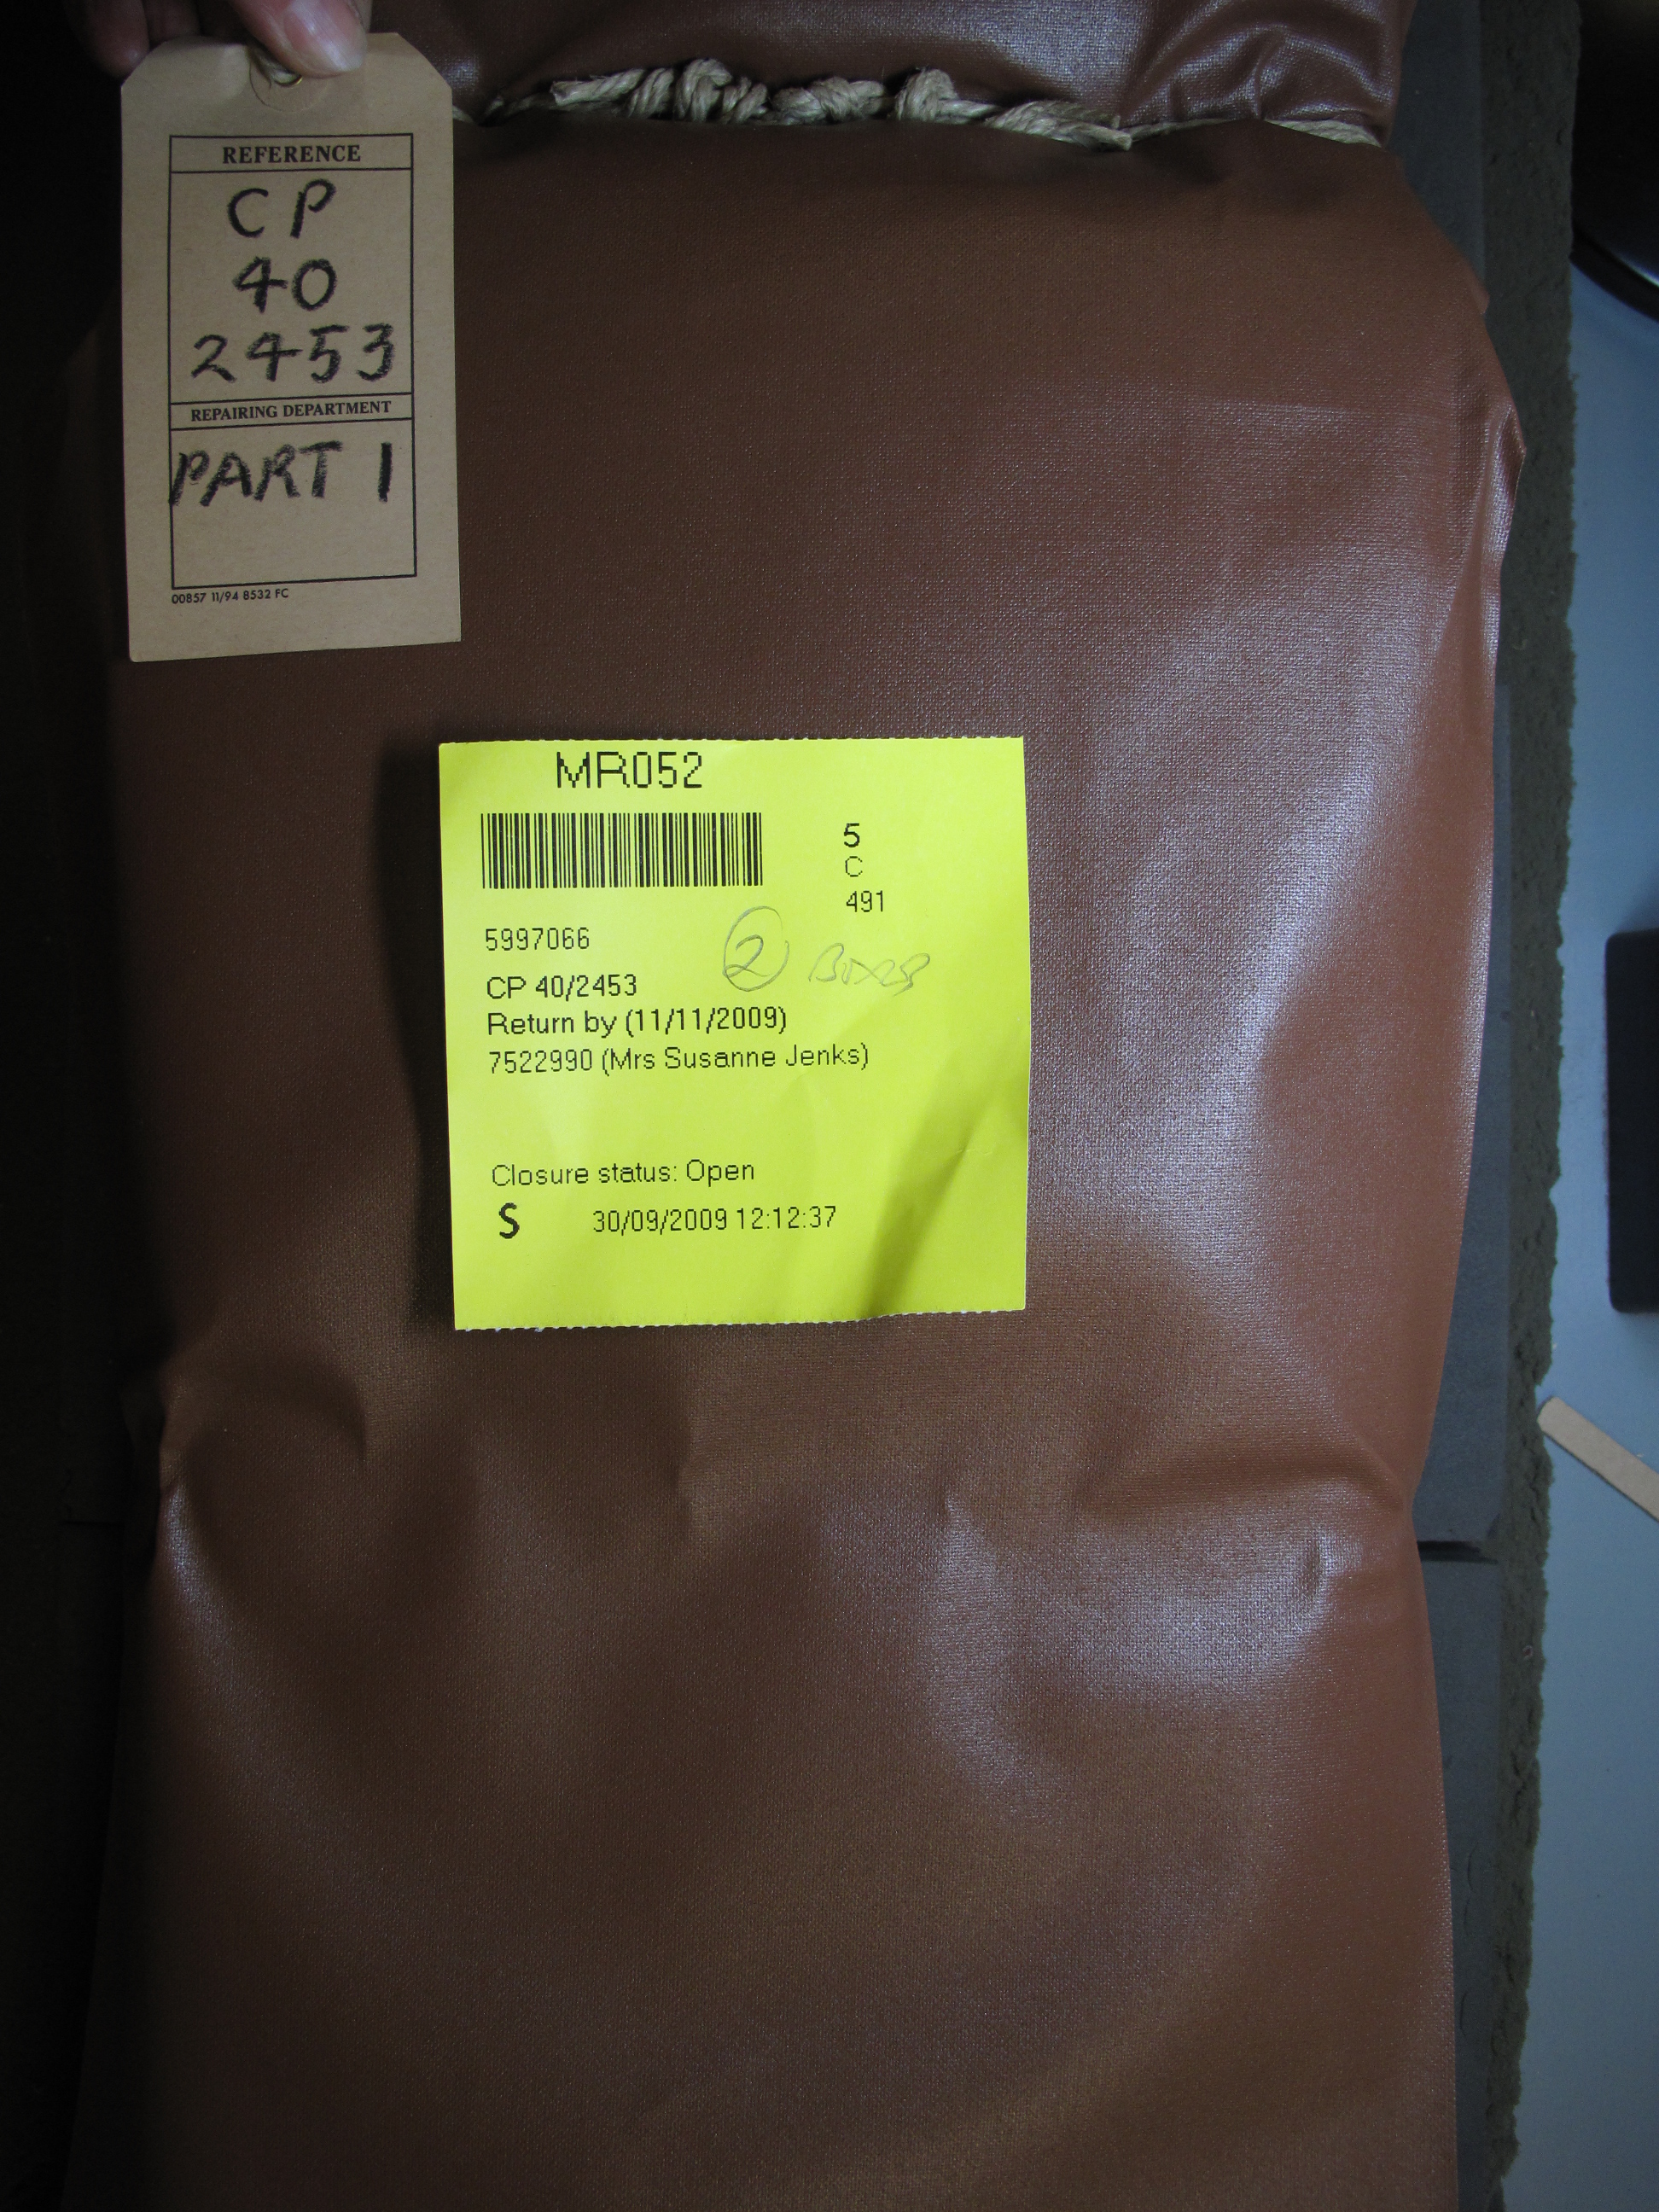 REFERENCE
CP
40
2453
REPAIRING DEPARTMENT
PART 1
00857 11/94 8532 FC
MR052
5
C
491
5997066
2 BOXES
CP 40/2453
Return by (11/11/2009)
7522990 (Mrs Susanne Jenks)
Closure status: Open
S 30/09/2009 12:12:37